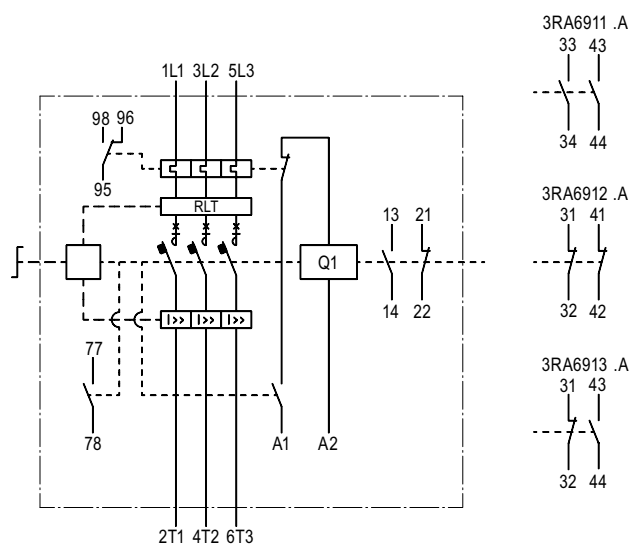 3RA6911 .A
33 43
34 44
1L1 3L2 5L3
98 96
95
RLT
13 21
Q1
14 22
I>> I>> I>>
77
78
A1 A2
2T1 4T2 6T3
3RA6912 .A
31 41
32 42
3RA6913 .A
31 43
32 44